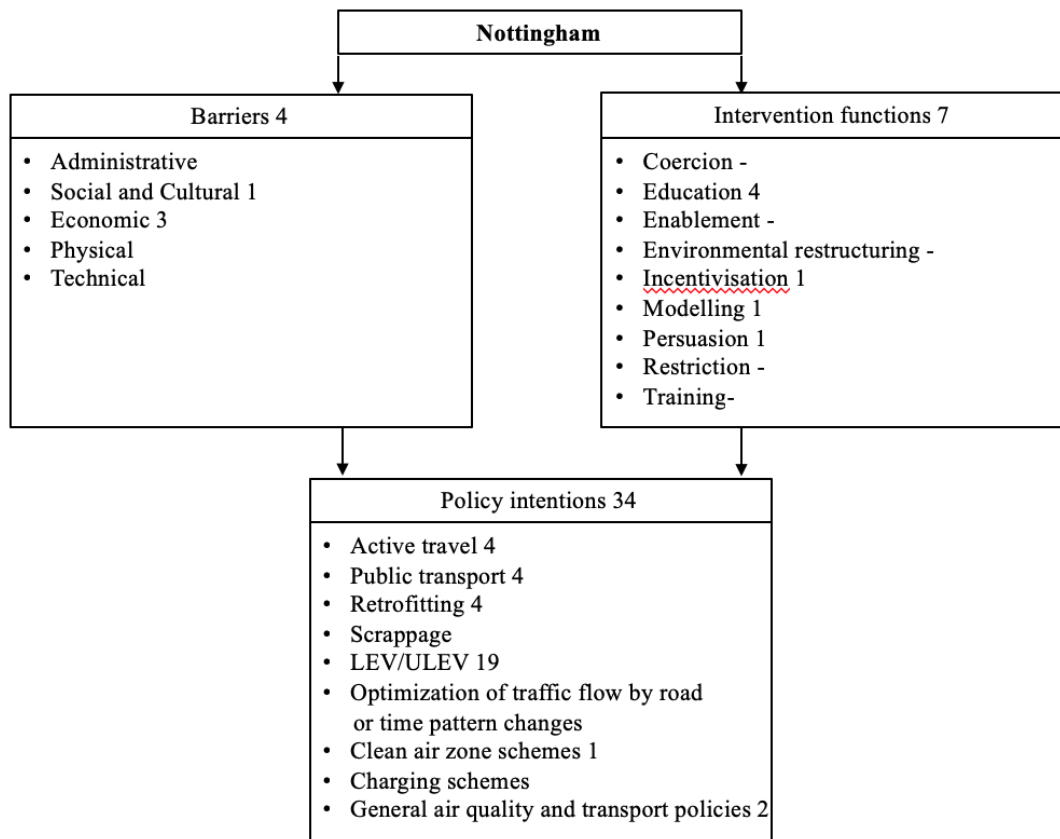 Nottingham
Barriers 4
• Administrative
• Social and Cultural 1
• Economic 3
• Physical
• Technical
Intervention functions 7
• Coercion -
• Education 4
• Enablement -
• Environmental restructuring -
• Incentivisation 1
• Modelling 1
• Persuasion 1
• Restriction -
• Training-
Policy intentions 34
• Active travel 4
• Public transport 4
• Retrofitting 4
• Scrappage
• LEV/ULEV 19
• Optimization of traffic flow by road
or time pattern changes
• Clean air zone schemes 1
• Charging schemes
• General air quality and transport policies 2